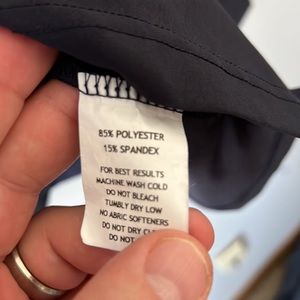 85% POLYESTER
15% SPANDEX
FOR BEST RESULTS
MACHINE WASH COLD
DO NOT BLEACH
TUMBLY DRY LOW
NO ABRIC SOFTENERS
DO NOT DRY
DO NOT